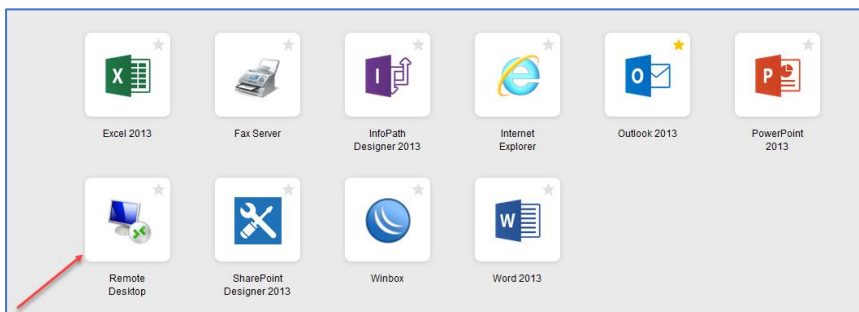 Excel 2013
Fax Server
InfoPath
Designer 2013
Internet
Explorer
Outlook 2013
PowerPoint
2013
Remote
Desktop
SharePoint
Designer 2013
Winbox
Word 2013